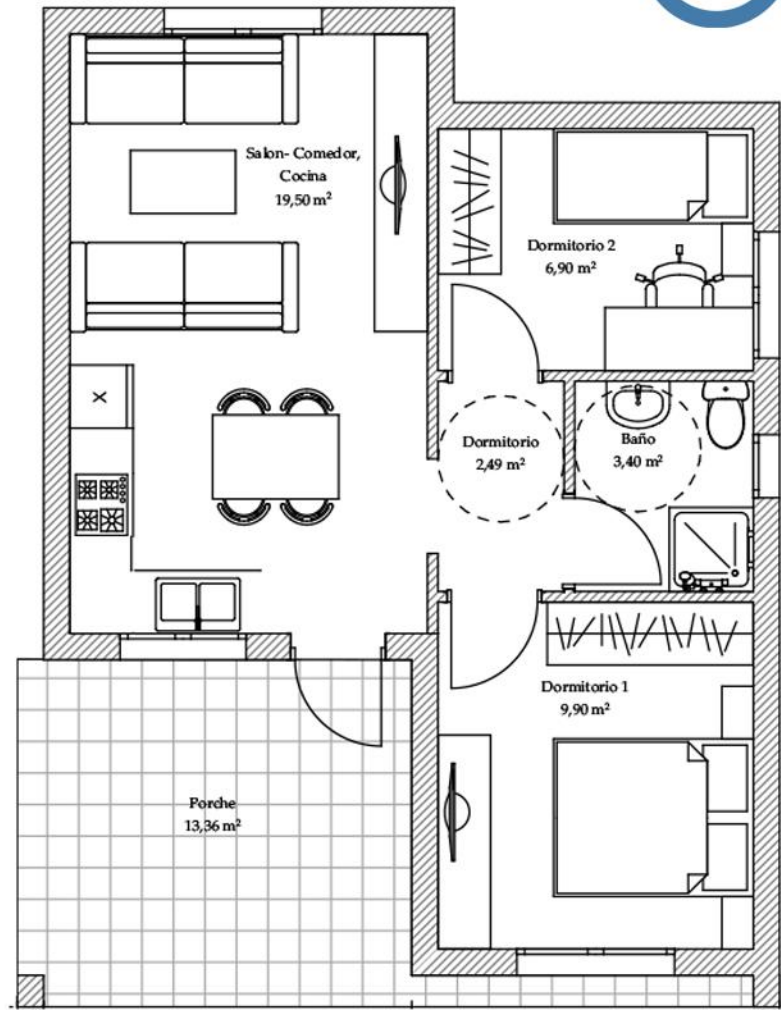 Salon- Comedor,
Cocina
19,50 m²
Dormitorio 2
6,90 m²
Dormitorio
2,49 m²
Baño
3,40 m²
Dormitorio 1
9,90 m²
Porche
13,36 m²
X